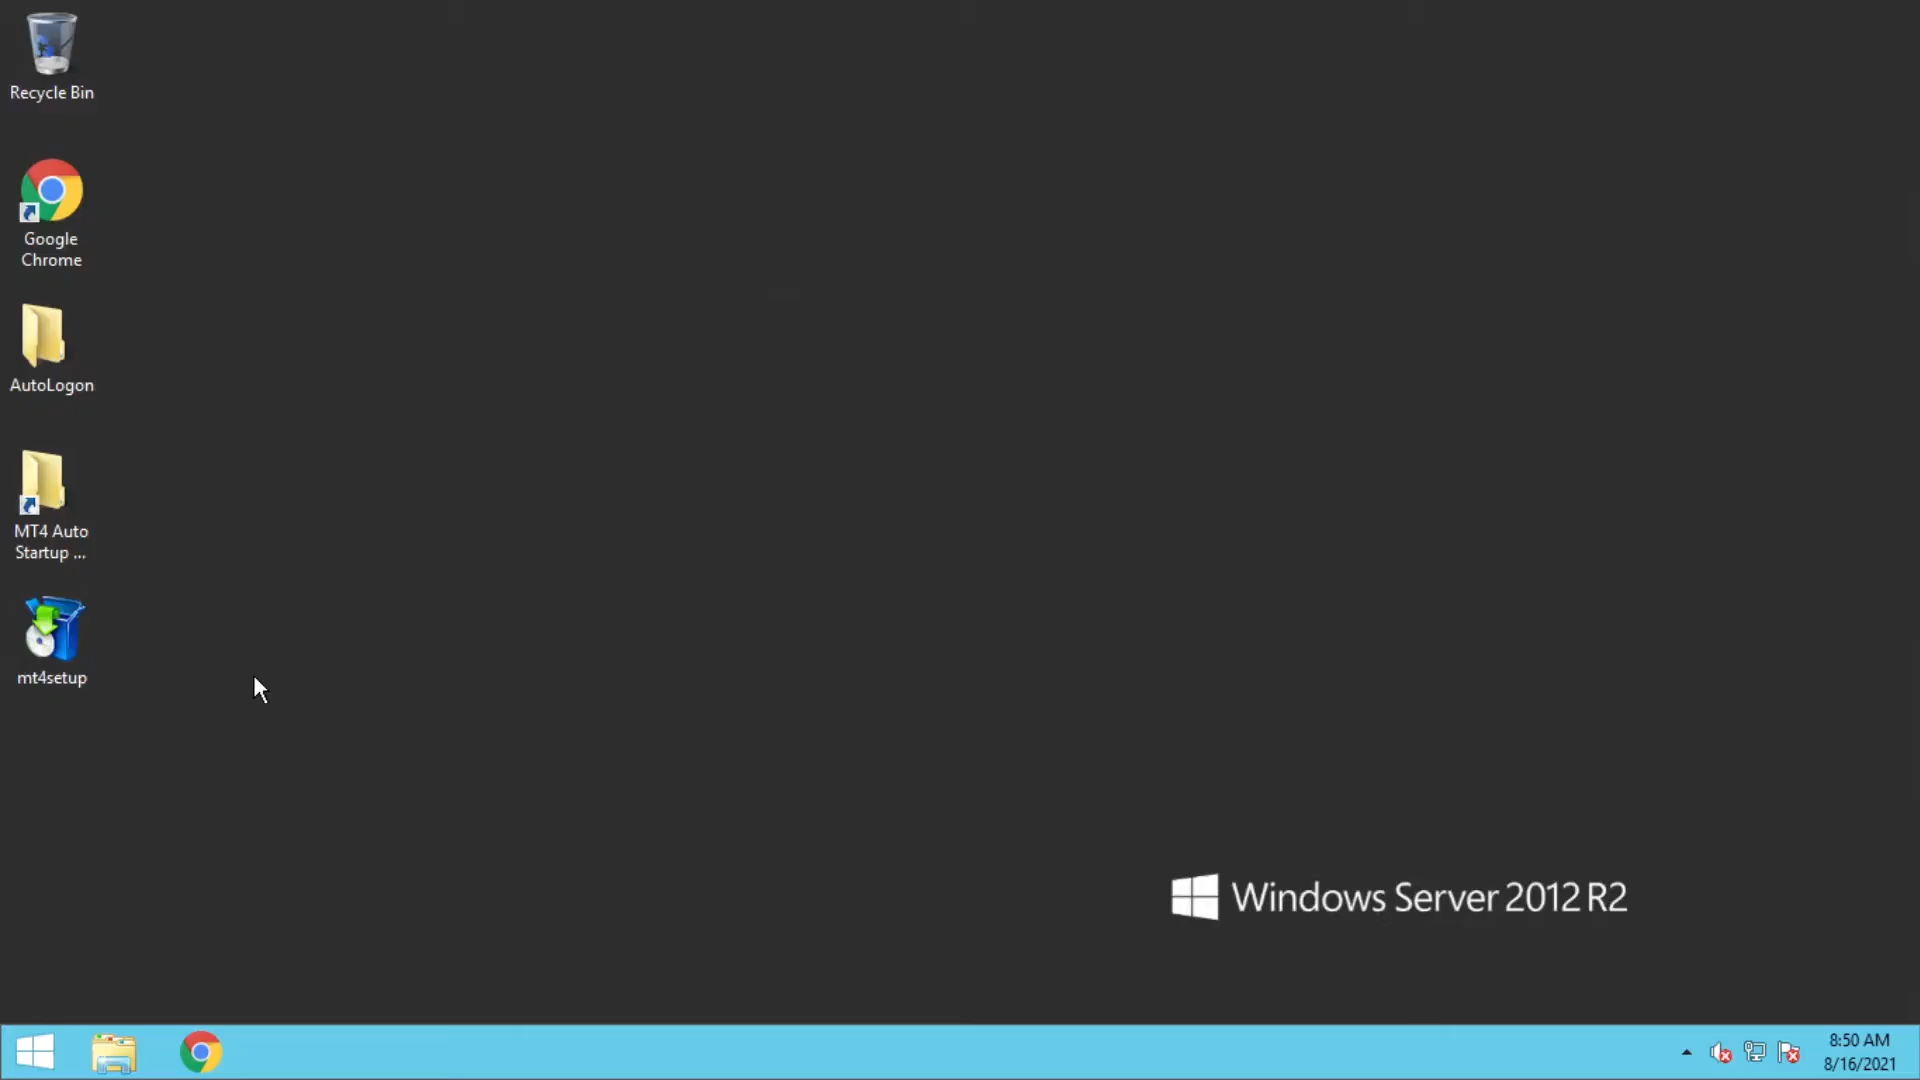 Recycle Bin
Google
Chrome
AutoLogon
MT4 Auto
Startup ...
mt4setup
Windows Server 2012 R2
8:50 AM
8/16/2021